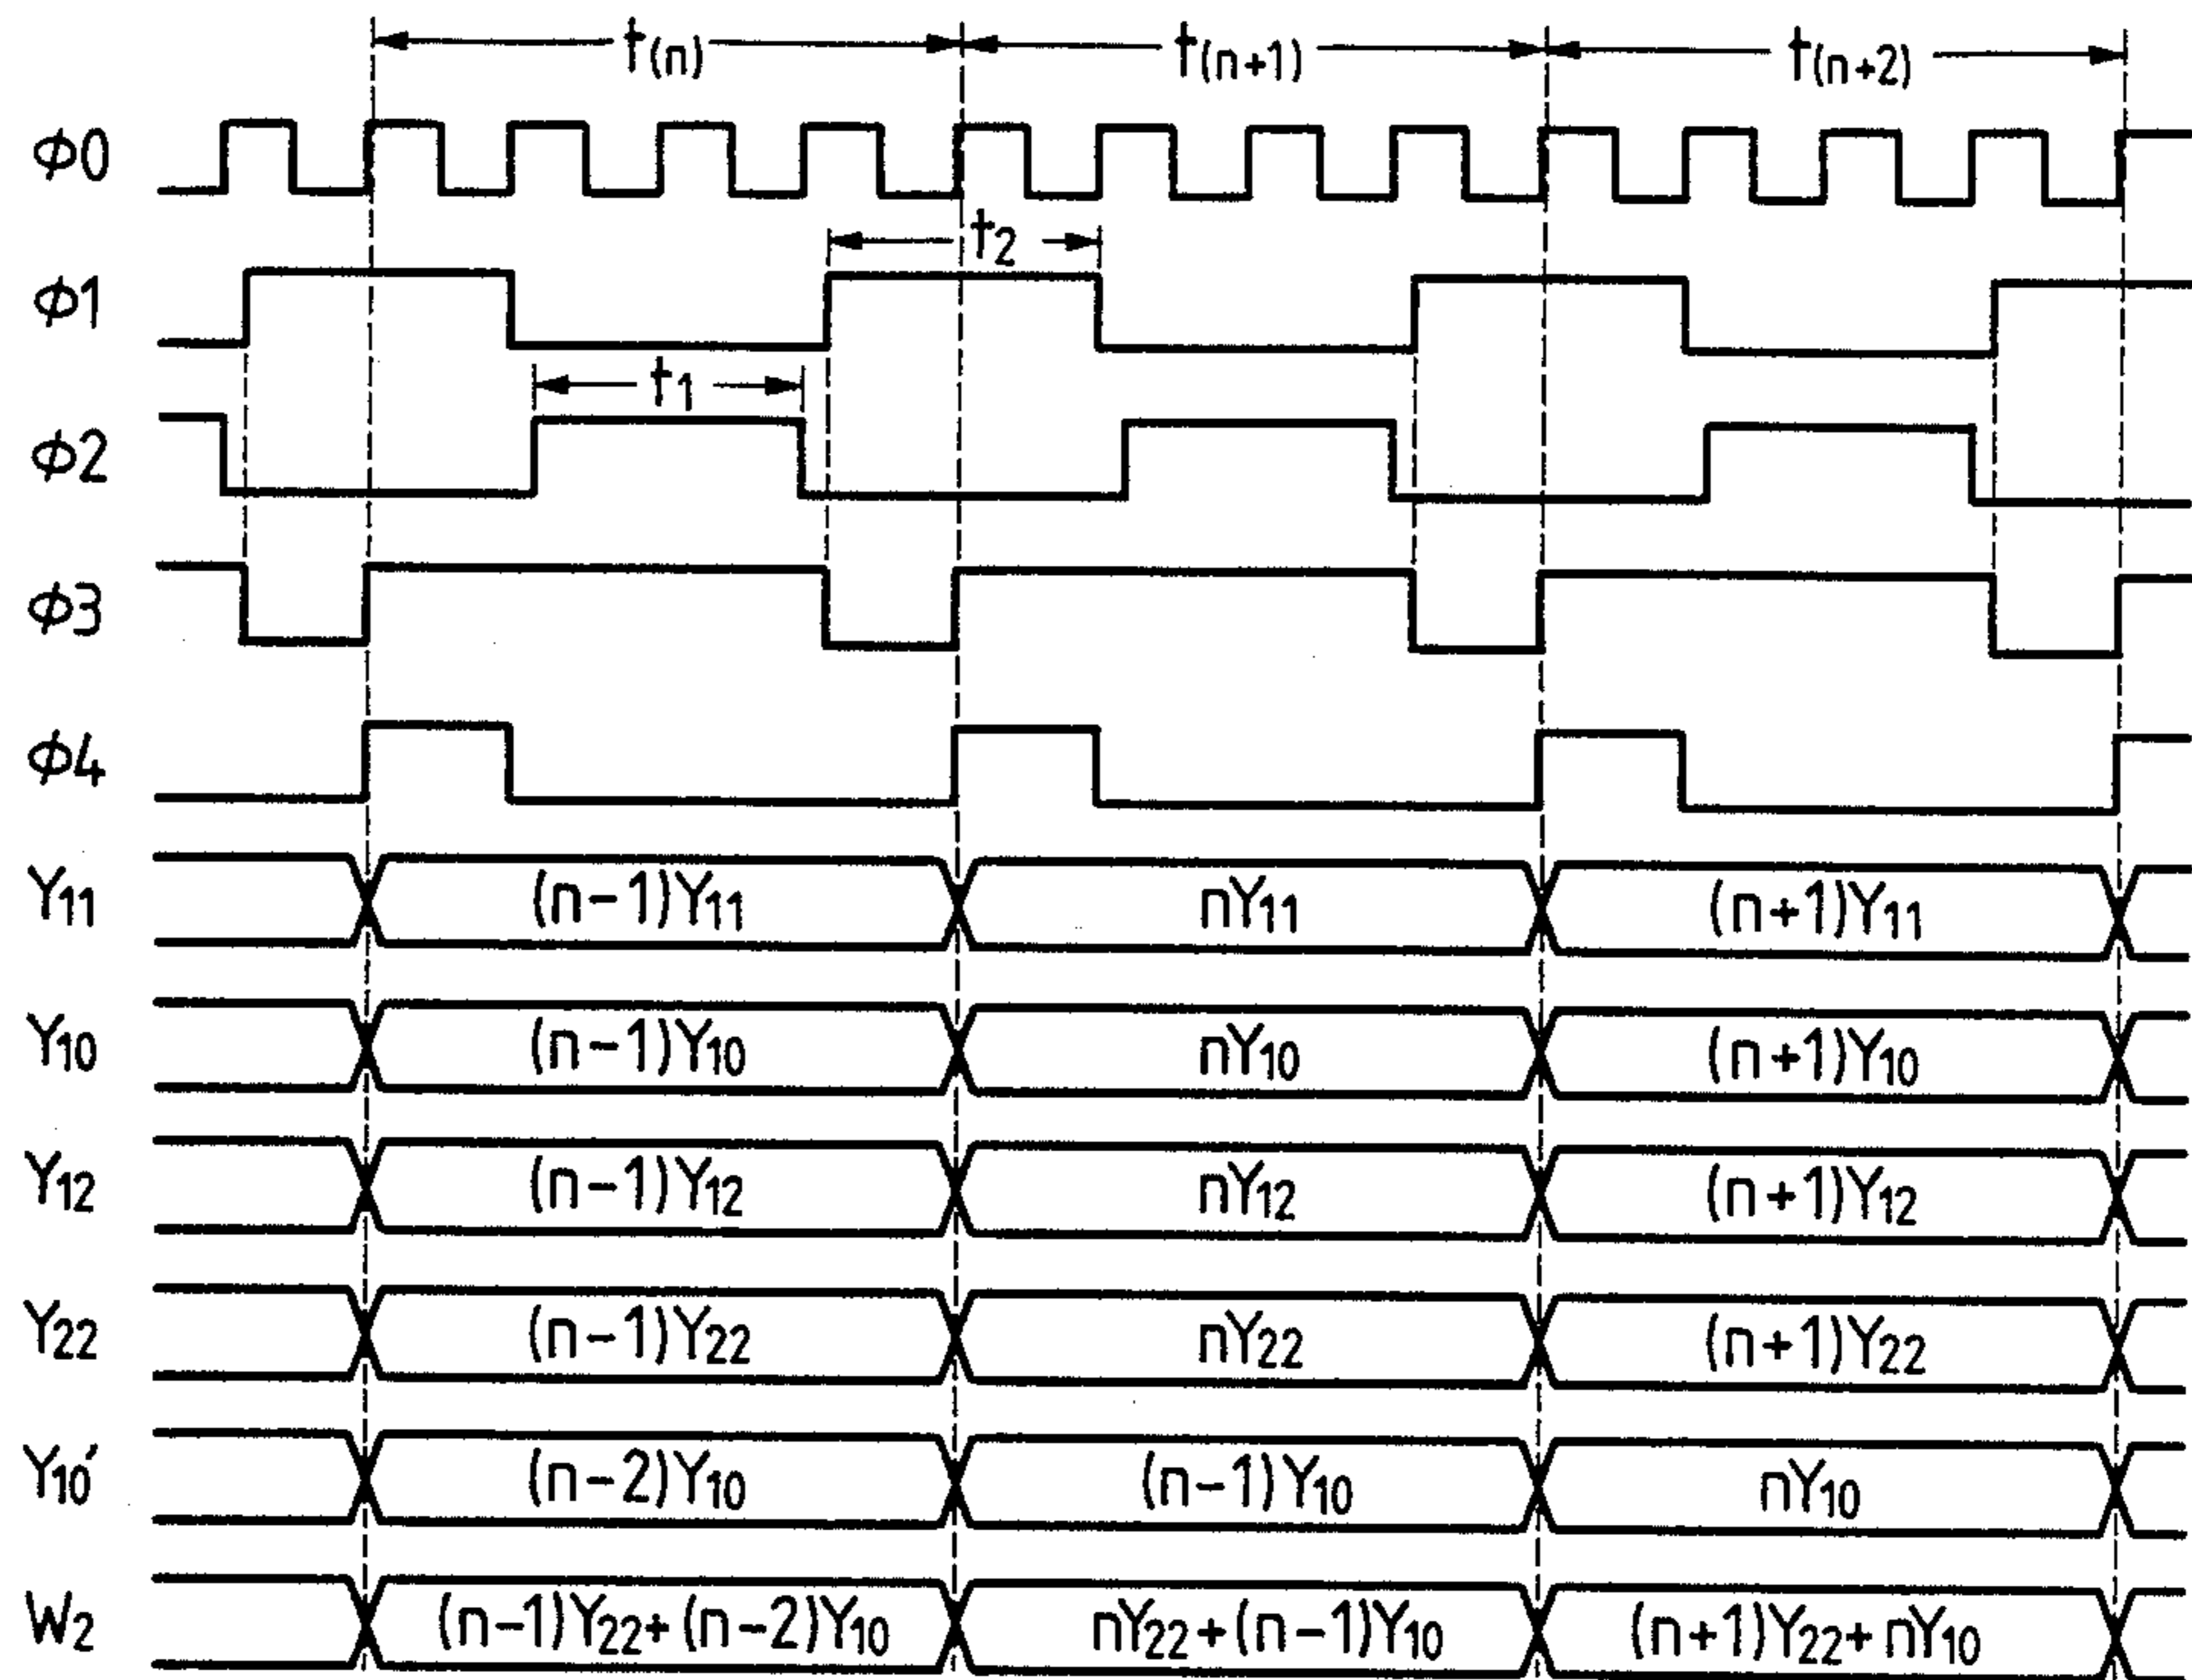 t(n) t(n+1) t(n+2)
ϕ0
t2
ϕ1
t1
ϕ2
ϕ3
ϕ4
Y11 (n-1)Y11 nY11 (n+1)Y11
Y10 (n-1)Y10 nY10 (n+1)Y10
Y12 (n-1)Y12 nY12 (n+1)Y12
Y22 (n-1)Y22 nY22 (n+1)Y22
Y10' (n-2)Y10 (n-1)Y10 nY10
W2 (n-1)Y22+(n-2)Y10 nY22+(n-1)Y10 (n+1)Y22+nY10